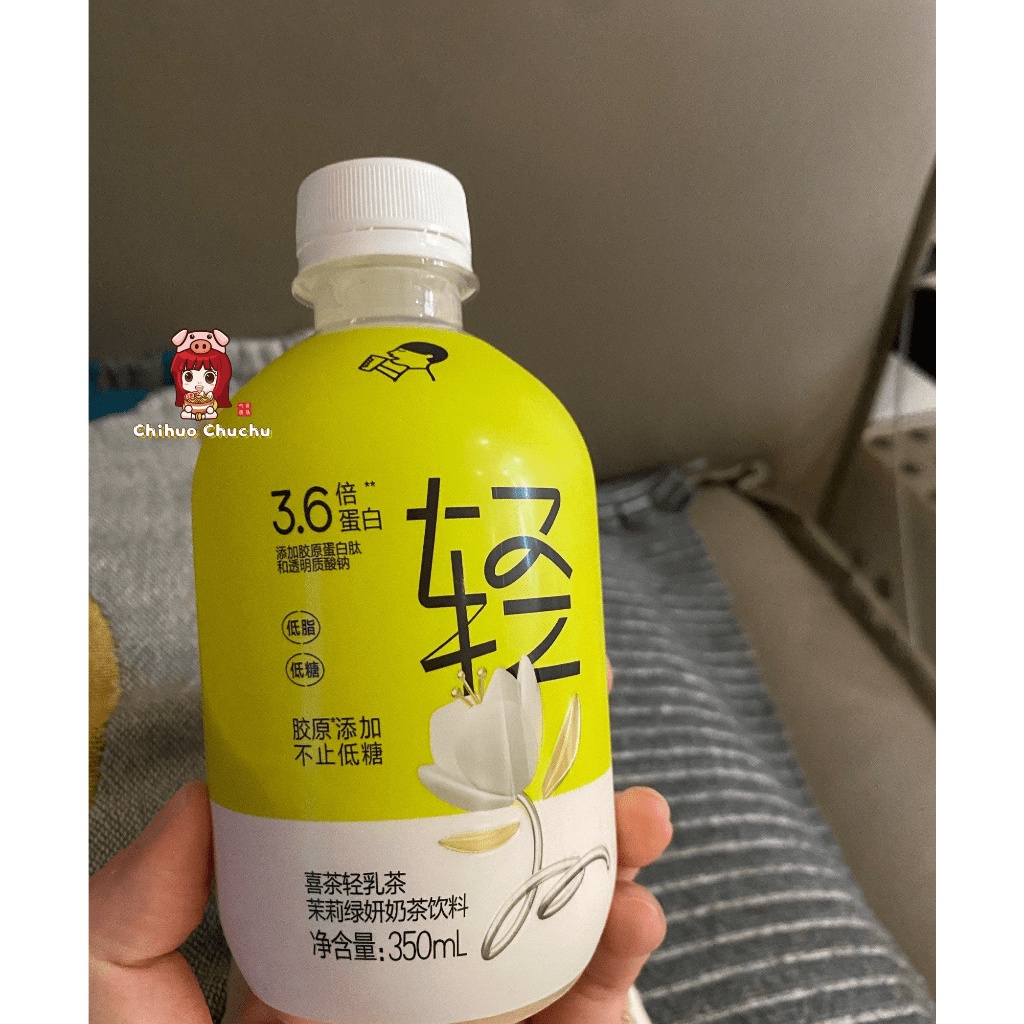 Chihuo Chuchu
3.6倍**
蛋白
添加胶原蛋白肽
和透明质酸钠
轻
低脂
低糖
胶原*添加
不止低糖
喜茶轻乳茶
茉莉绿妍奶茶饮料
净含量:350mL